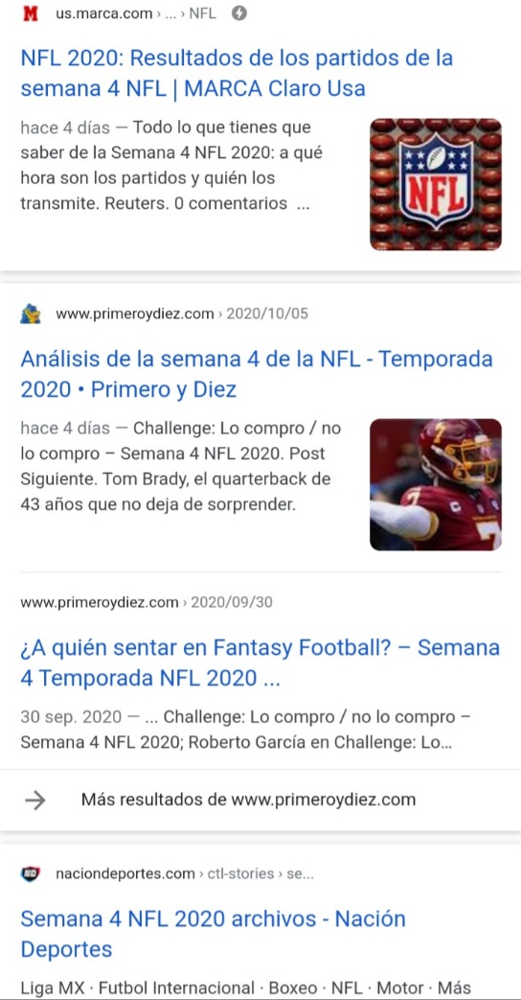 us.marca.com › ... › NFL
NFL 2020: Resultados de los partidos de la
semana 4 NFL | MARCA Claro Usa
hace 4 días — Todo lo que tienes que
saber de la Semana 4 NFL 2020: a qué
hora son los partidos y quién los
transmite. Reuters. 0 comentarios ...
NFL
www.primeroydiez.com › 2020/10/05
Análisis de la semana 4 de la NFL - Temporada
2020 • Primero y Diez
hace 4 días — Challenge: Lo compro / no
lo compro – Semana 4 NFL 2020. Post
Siguiente. Tom Brady, el quarterback de
43 años que no deja de sorprender.
7
C
7
www.primeroydiez.com › 2020/09/30
¿A quién sentar en Fantasy Football? – Semana
4 Temporada NFL 2020 ...
30 sep. 2020 — ... Challenge: Lo compro / no lo compro –
Semana 4 NFL 2020; Roberto García en Challenge: Lo...
Más resultados de www.primeroydiez.com
ND
naciondeportes.com › ctl-stories › se...
Semana 4 NFL 2020 archivos - Nación
Deportes
Liga MX · Futbol Internacional · Boxeo · NFL · Motor · Más